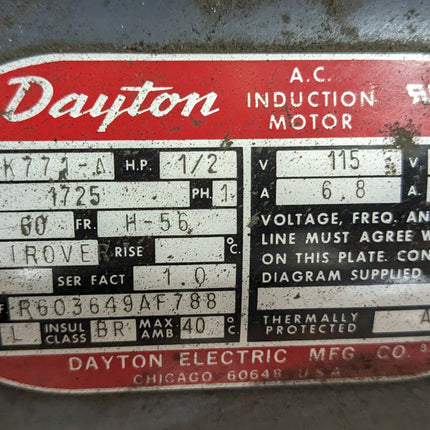 Dayton
A.C.
INDUCTION
MOTOR
K771-A H.P. 1/2
1725 PH. 1
60 FR. H-56
IROVER RISE °C
SER FACT 1.0
R603649AF788
INSUL CLASS BR MAX. AMB 40 °C
V 115 V
A 6.8 A
VOLTAGE, FREQ. AN
LINE MUST AGREE W
ON THIS PLATE. CON
DIAGRAM SUPPLIED
THERMALLY
PROTECTED A
DAYTON ELECTRIC MFG CO.
CHICAGO 60648 U.S.A.